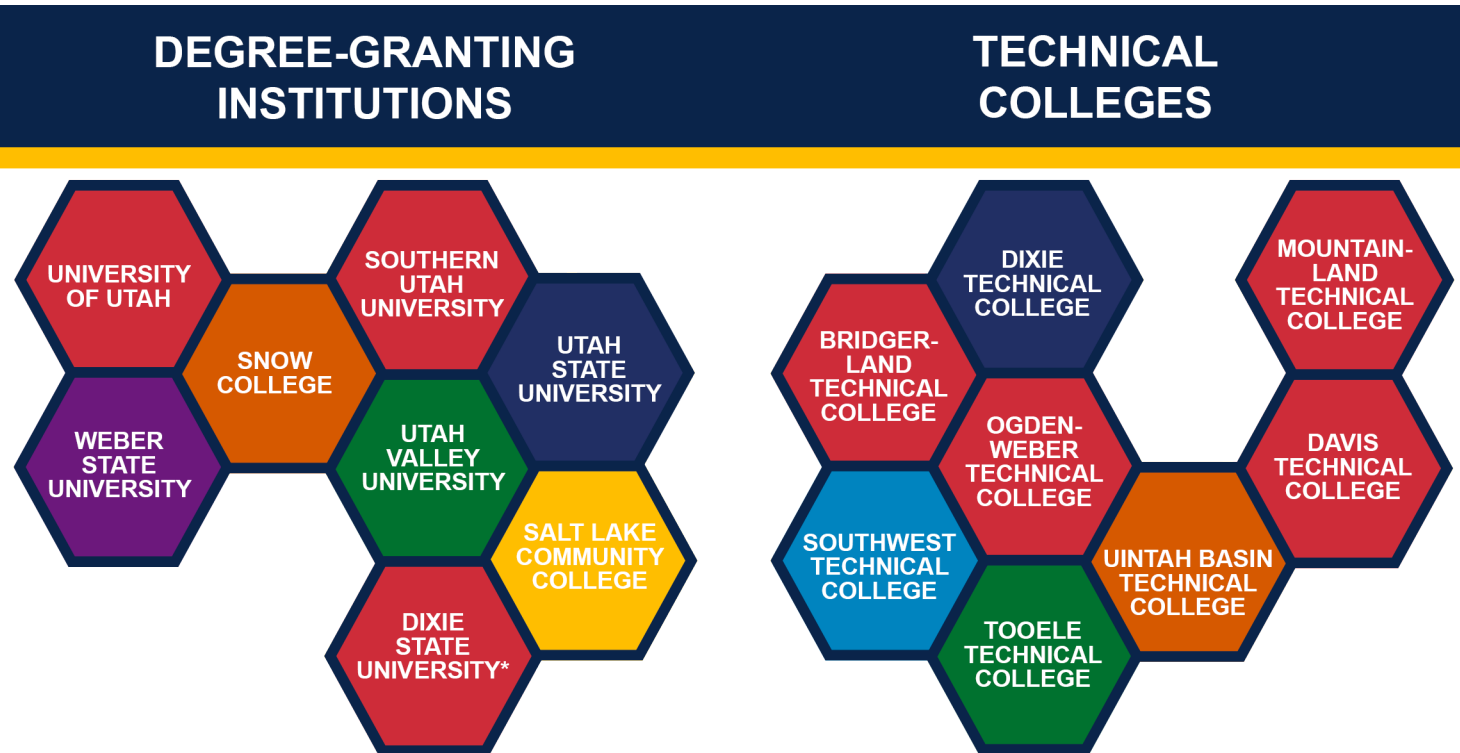 DEGREE-GRANTING
INSTITUTIONS
TECHNICAL
COLLEGES
UNIVERSITY
OF UTAH
SNOW
COLLEGE
WEBER
STATE
UNIVERSITY
SOUTHERN
UTAH
UNIVERSITY
UTAH
STATE
UNIVERSITY
UTAH
VALLEY
UNIVERSITY
SALT LAKE
COMMUNITY
COLLEGE
DIXIE
STATE
UNIVERSITY*
DIXIE
TECHNICAL
COLLEGE
MOUNTAIN-
LAND
TECHNICAL
COLLEGE
BRIDGER-
LAND
TECHNICAL
COLLEGE
OGDEN-
WEBER
TECHNICAL
COLLEGE
DAVIS
TECHNICAL
COLLEGE
SOUTHWEST
TECHNICAL
COLLEGE
UINTAH BASIN
TECHNICAL
COLLEGE
TOOELE
TECHNICAL
COLLEGE